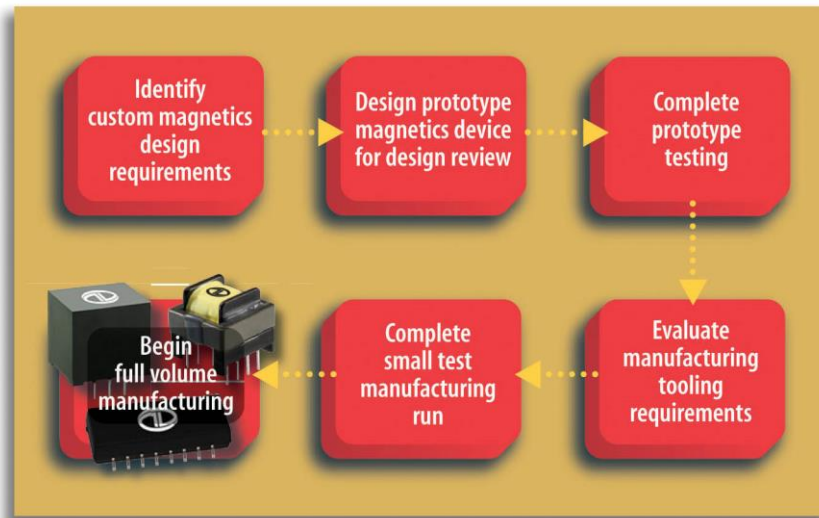 Identify
custom magnetics
design
requirements
Design prototype
magnetics device
for design review
Complete
prototype
testing
Evaluate
manufacturing
tooling
requirements
Complete
small test
manufacturing
run
Begin
full volume
manufacturing